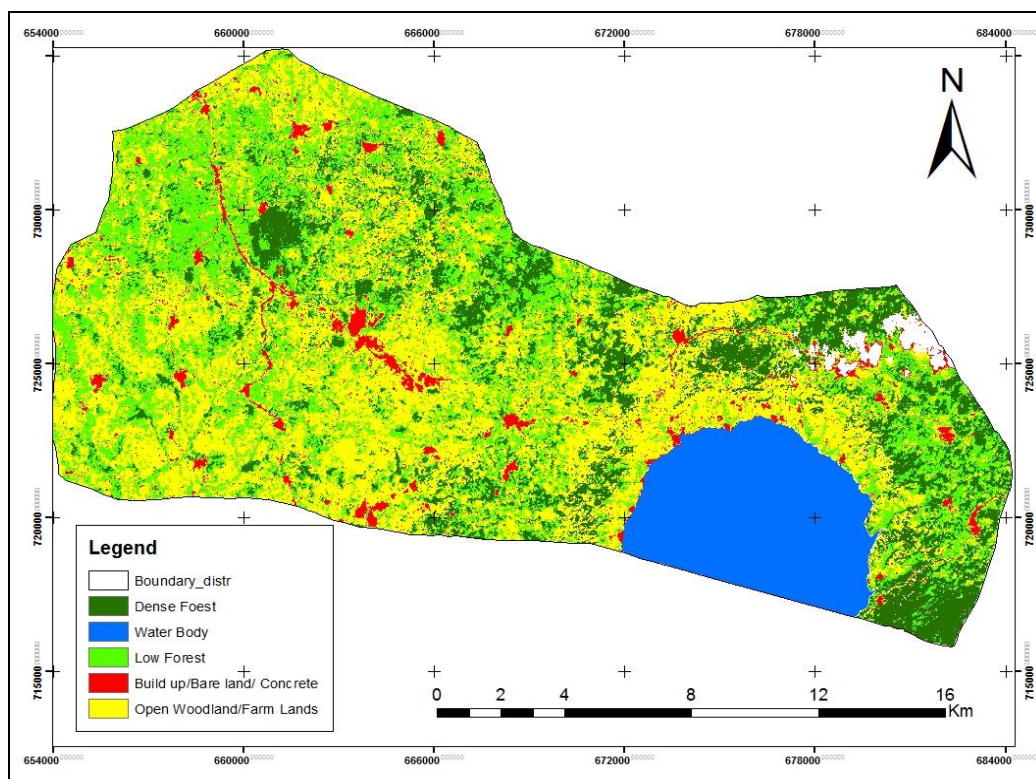 654000 660000 666000 672000 678000 684000
N
730000 730000
725000 725000
720000 720000
715000 715000
Legend
Boundary_distr
Dense Foest
Water Body
Low Forest
Build up/Bare land/ Concrete
Open Woodland/Farm Lands
0 2 4 8 12 16
Km
654000 660000 666000 672000 678000 684000